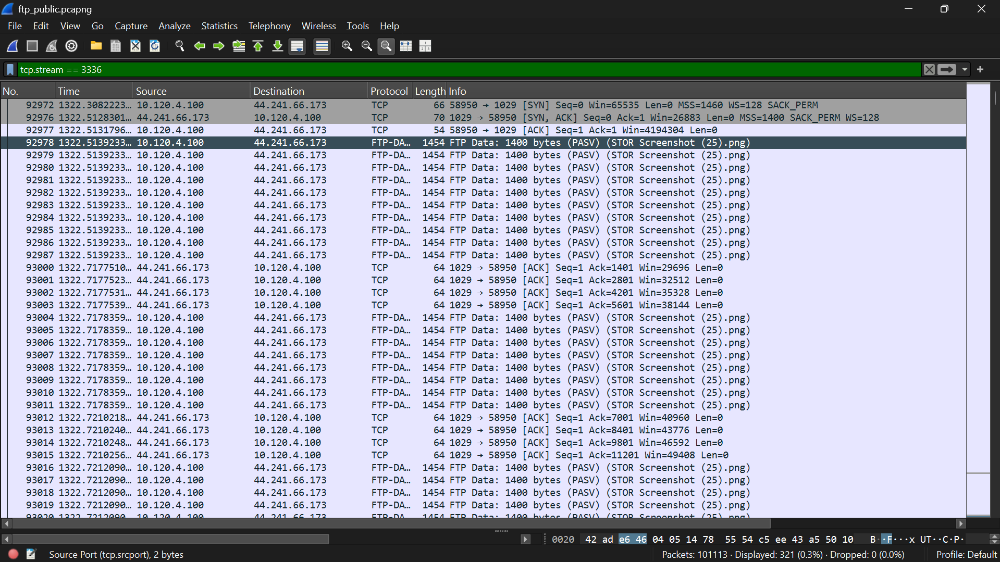 ftp_public.pcapng
File Edit View Go Capture Analyze Statistics Telephony Wireless Tools Help
tcp.stream == 3336
No. Time Source Destination Protocol Length Info
92972 1322.3082223… 10.120.4.100 44.241.66.173 TCP 66 58950 → 1029 [SYN] Seq=0 Win=65535 Len=0 MSS=1460 WS=128 SACK_PERM
92976 1322.5128301… 44.241.66.173 10.120.4.100 TCP 70 1029 → 58950 [SYN, ACK] Seq=0 Ack=1 Win=26883 Len=0 MSS=1400 SACK_PERM WS=128
92977 1322.5131796… 10.120.4.100 44.241.66.173 TCP 54 58950 → 1029 [ACK] Seq=1 Ack=1 Win=4194304 Len=0
92978 1322.5139233… 10.120.4.100 44.241.66.173 FTP-DA… 1454 FTP Data: 1400 bytes (PASV) (STOR Screenshot (25).png)
92979 1322.5139233… 10.120.4.100 44.241.66.173 FTP-DA… 1454 FTP Data: 1400 bytes (PASV) (STOR Screenshot (25).png)
92980 1322.5139233… 10.120.4.100 44.241.66.173 FTP-DA… 1454 FTP Data: 1400 bytes (PASV) (STOR Screenshot (25).png)
92981 1322.5139233… 10.120.4.100 44.241.66.173 FTP-DA… 1454 FTP Data: 1400 bytes (PASV) (STOR Screenshot (25).png)
92982 1322.5139233… 10.120.4.100 44.241.66.173 FTP-DA… 1454 FTP Data: 1400 bytes (PASV) (STOR Screenshot (25).png)
92983 1322.5139233… 10.120.4.100 44.241.66.173 FTP-DA… 1454 FTP Data: 1400 bytes (PASV) (STOR Screenshot (25).png)
92984 1322.5139233… 10.120.4.100 44.241.66.173 FTP-DA… 1454 FTP Data: 1400 bytes (PASV) (STOR Screenshot (25).png)
92985 1322.5139233… 10.120.4.100 44.241.66.173 FTP-DA… 1454 FTP Data: 1400 bytes (PASV) (STOR Screenshot (25).png)
92986 1322.5139233… 10.120.4.100 44.241.66.173 FTP-DA… 1454 FTP Data: 1400 bytes (PASV) (STOR Screenshot (25).png)
92987 1322.5139233… 10.120.4.100 44.241.66.173 FTP-DA… 1454 FTP Data: 1400 bytes (PASV) (STOR Screenshot (25).png)
93000 1322.7177510… 44.241.66.173 10.120.4.100 TCP 64 1029 → 58950 [ACK] Seq=1 Ack=1401 Win=29696 Len=0
93001 1322.7177523… 44.241.66.173 10.120.4.100 TCP 64 1029 → 58950 [ACK] Seq=1 Ack=2801 Win=32512 Len=0
93002 1322.7177531… 44.241.66.173 10.120.4.100 TCP 64 1029 → 58950 [ACK] Seq=1 Ack=4201 Win=35328 Len=0
93003 1322.7177539… 44.241.66.173 10.120.4.100 TCP 64 1029 → 58950 [ACK] Seq=1 Ack=5601 Win=38144 Len=0
93004 1322.7178359… 10.120.4.100 44.241.66.173 FTP-DA… 1454 FTP Data: 1400 bytes (PASV) (STOR Screenshot (25).png)
93005 1322.7178359… 10.120.4.100 44.241.66.173 FTP-DA… 1454 FTP Data: 1400 bytes (PASV) (STOR Screenshot (25).png)
93006 1322.7178359… 10.120.4.100 44.241.66.173 FTP-DA… 1454 FTP Data: 1400 bytes (PASV) (STOR Screenshot (25).png)
93007 1322.7178359… 10.120.4.100 44.241.66.173 FTP-DA… 1454 FTP Data: 1400 bytes (PASV) (STOR Screenshot (25).png)
93008 1322.7178359… 10.120.4.100 44.241.66.173 FTP-DA… 1454 FTP Data: 1400 bytes (PASV) (STOR Screenshot (25).png)
93009 1322.7178359… 10.120.4.100 44.241.66.173 FTP-DA… 1454 FTP Data: 1400 bytes (PASV) (STOR Screenshot (25).png)
93010 1322.7178359… 10.120.4.100 44.241.66.173 FTP-DA… 1454 FTP Data: 1400 bytes (PASV) (STOR Screenshot (25).png)
93011 1322.7178359… 10.120.4.100 44.241.66.173 FTP-DA… 1454 FTP Data: 1400 bytes (PASV) (STOR Screenshot (25).png)
93012 1322.7210218… 44.241.66.173 10.120.4.100 TCP 64 1029 → 58950 [ACK] Seq=1 Ack=7001 Win=40960 Len=0
93013 1322.7210240… 44.241.66.173 10.120.4.100 TCP 64 1029 → 58950 [ACK] Seq=1 Ack=8401 Win=43776 Len=0
93014 1322.7210248… 44.241.66.173 10.120.4.100 TCP 64 1029 → 58950 [ACK] Seq=1 Ack=9801 Win=46592 Len=0
93015 1322.7210256… 44.241.66.173 10.120.4.100 TCP 64 1029 → 58950 [ACK] Seq=1 Ack=11201 Win=49408 Len=0
93016 1322.7212090… 10.120.4.100 44.241.66.173 FTP-DA… 1454 FTP Data: 1400 bytes (PASV) (STOR Screenshot (25).png)
93017 1322.7212090… 10.120.4.100 44.241.66.173 FTP-DA… 1454 FTP Data: 1400 bytes (PASV) (STOR Screenshot (25).png)
93018 1322.7212090… 10.120.4.100 44.241.66.173 FTP-DA… 1454 FTP Data: 1400 bytes (PASV) (STOR Screenshot (25).png)
93019 1322.7212090… 10.120.4.100 44.241.66.173 FTP-DA… 1454 FTP Data: 1400 bytes (PASV) (STOR Screenshot (25).png)
93020 1322.7212090… 10.120.4.100 44.241.66.173 FTP-DA… 1454 FTP Data: 1400 bytes (PASV) (STOR Screenshot (25).png)
0020 42 ad e6 46 04 05 14 78 55 54 c5 ee 43 a5 50 10 B··F···x UT··C·P·
Source Port (tcp.srcport), 2 bytes Packets: 101113 · Displayed: 321 (0.3%) · Dropped: 0 (0.0%) Profile: Default